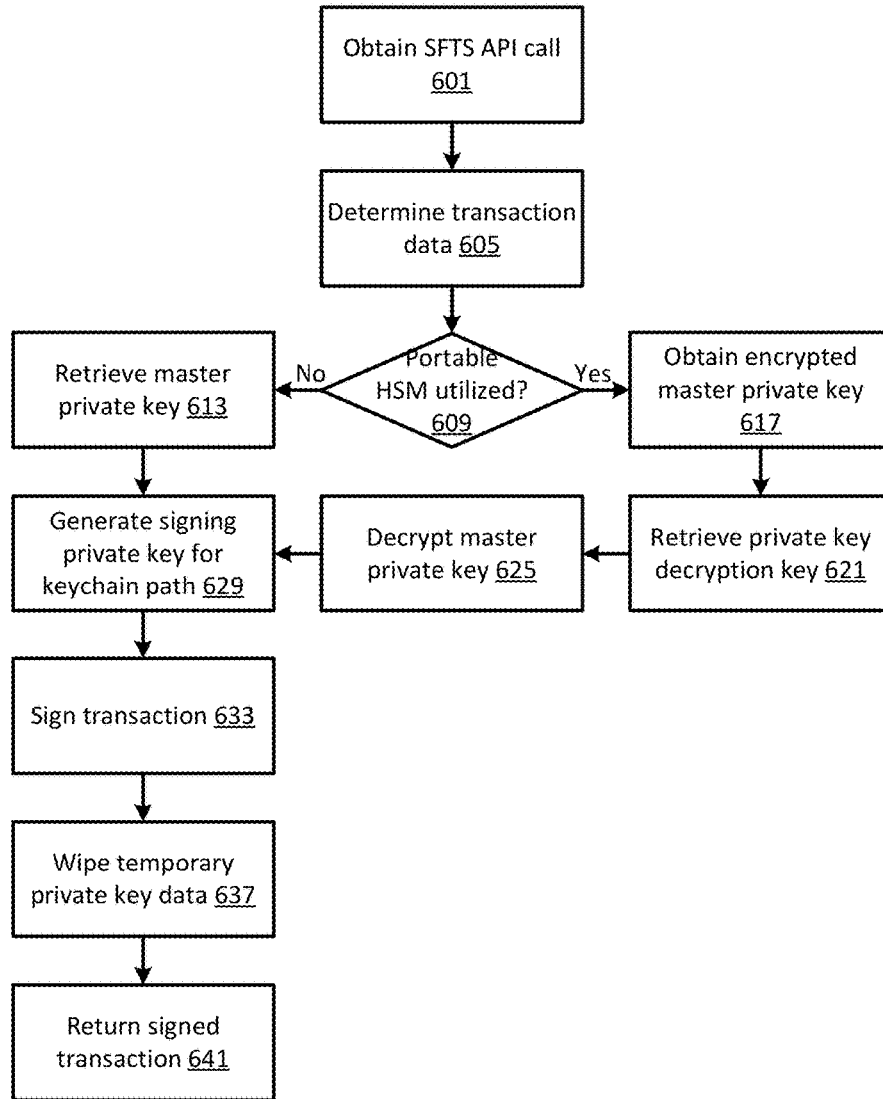 Obtain SFTS API call
601
Determine transaction
data 605
Portable
HSM utilized?
609
No
Yes
Retrieve master
private key 613
Obtain encrypted
master private key
617
Generate signing
private key for
keychain path 629
Decrypt master
private key 625
Retrieve private key
decryption key 621
Sign transaction 633
Wipe temporary
private key data 637
Return signed
transaction 641